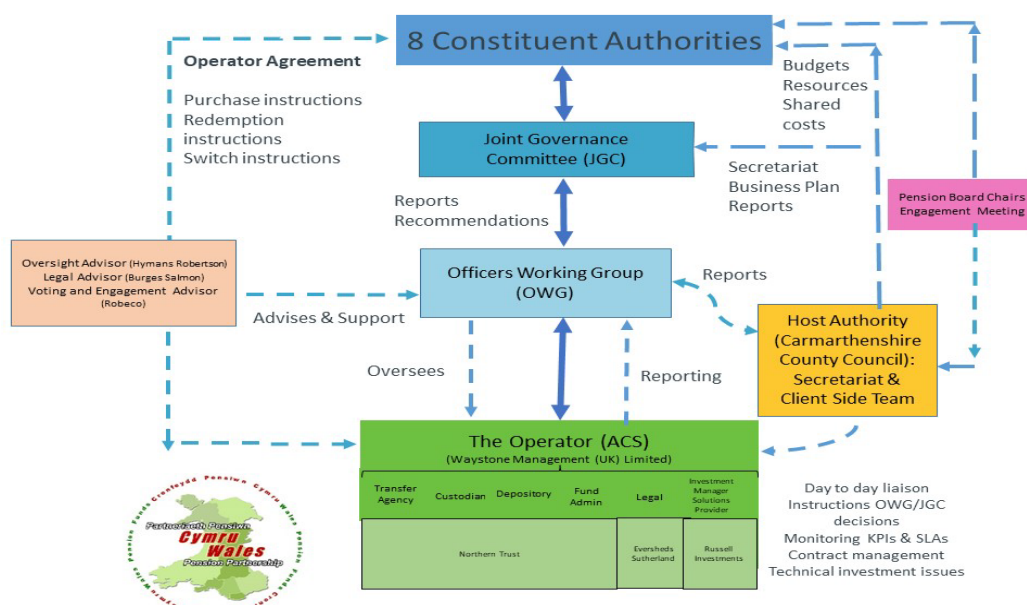 8 Constituent Authorities
Operator Agreement
Purchase instructions
Redemption
instructions
Switch instructions
Budgets
Resources
Shared
costs
Joint Governance
Committee (JGC)
Secretariat
Business Plan
Reports
Pension Board Chairs
Engagement Meeting
Reports
Recommendations
Oversight Advisor (Hymans Robertson)
Legal Advisor (Burges Salmon)
Voting and Engagement Advisor
(Robeco)
Advises & Support
Officers Working Group
(OWG)
Reports
Host Authority
(Carmarthenshire
County Council):
Secretariat &
Client Side Team
Oversees
Reporting
The Operator (ACS)
(Waystone Management (UK) Limited)
Transfer
Agency
Custodian
Depository
Fund
Admin
Legal
Investment
Manager
Solutions
Provider
Northern Trust
Eversheds
Sutherland
Russell
Investments
Day to day liaison
Instructions OWG/JGC
decisions
Monitoring KPIs & SLAs
Contract management
Technical investment issues
Partneriaeth Pensiwn
Cymru
Wales
Pension Partnership